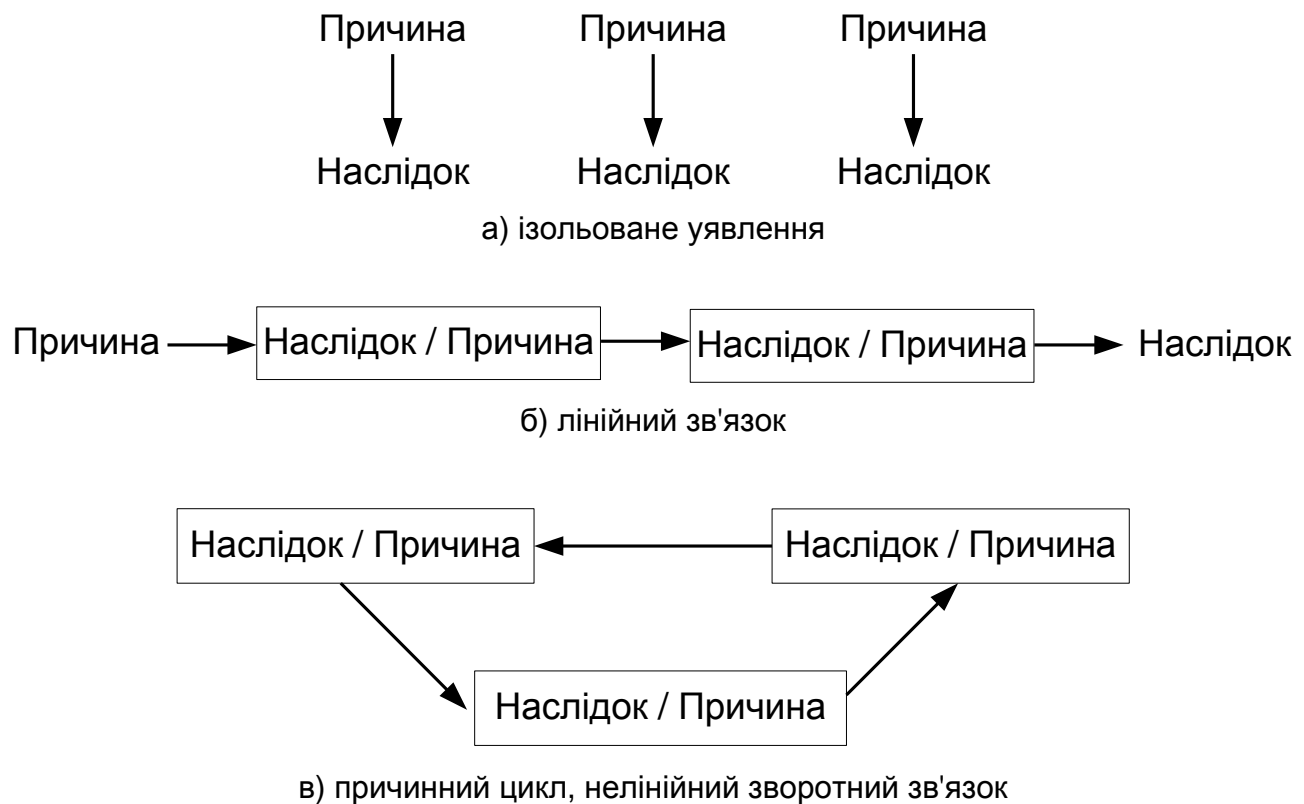 Причина Причина Причина
Наслідок Наслідок Наслідок
а) ізольоване уявлення
Причина Наслідок / Причина Наслідок / Причина Наслідок
б) лінійний зв'язок
Наслідок / Причина Наслідок / Причина
Наслідок / Причина
в) причинний цикл, нелінійний зворотний зв'язок